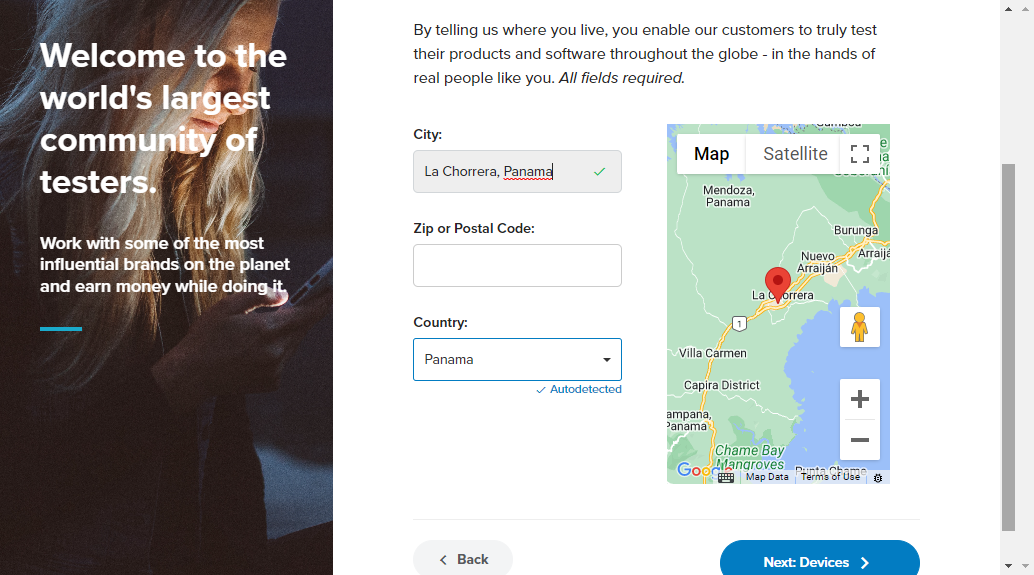 Welcome to the
world's largest
community of
testers.
Work with some of the most
influential brands on the planet
and earn money while doing it.
By telling us where you live, you enable our customers to truly test
their products and software throughout the globe - in the hands of
real people like you. All fields required.
City:
La Chorrera, Panama
Zip or Postal Code:
Country:
Panama
Autodetected
Map
Satellite
Mendoza,
Panama
Burunga
Nuevo
Arraiján
La Chorrera
1
Villa Carmen
Capira District
Panama
Chame Bay
Mangroves
Punta Chame
Google
Map Data
Terms of Use
Back
Next: Devices